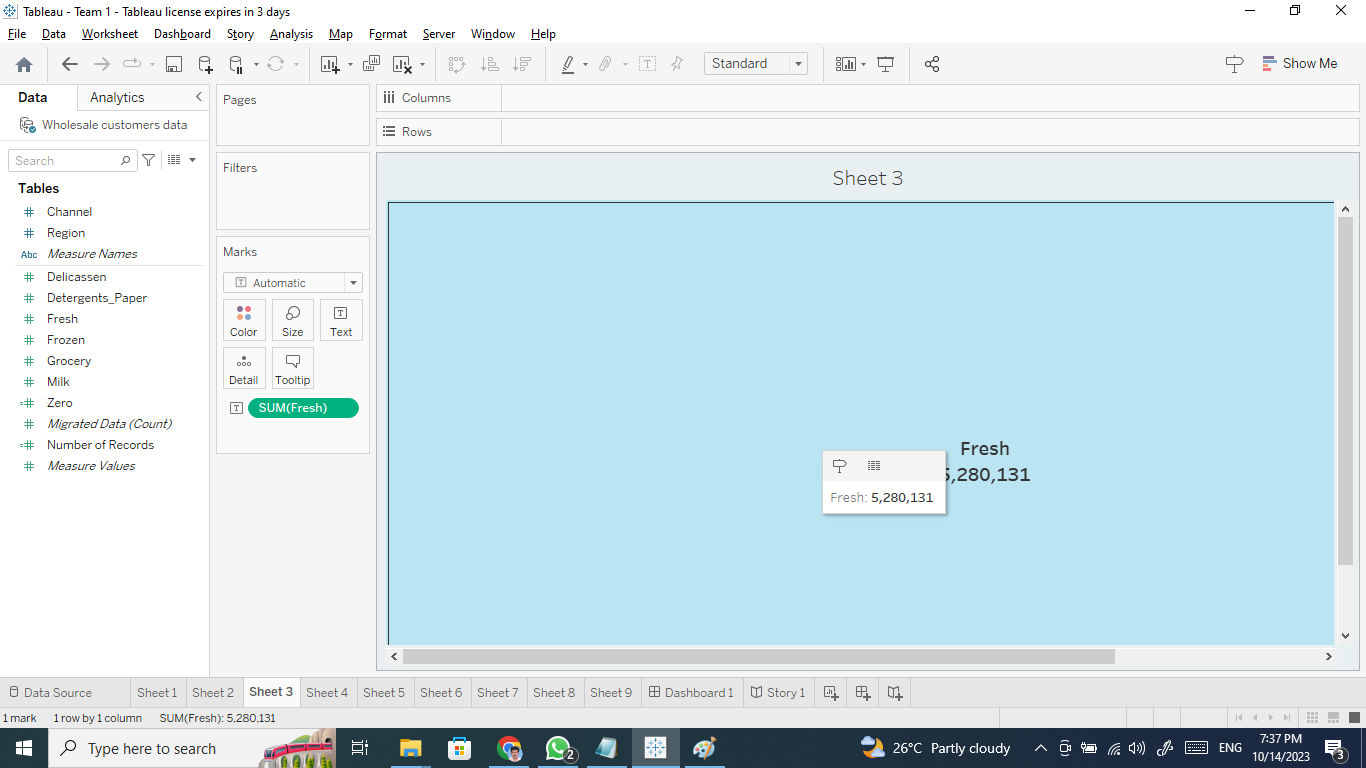 Tableau - Team 1 - Tableau license expires in 3 days
File Data Worksheet Dashboard Story Analysis Map Format Server Window Help
Standard
Show Me
Data Analytics
Wholesale customers data
Search
Tables
Channel
Region
Abc Measure Names
Delicassen
Detergents_Paper
Fresh
Frozen
Grocery
Milk
Zero
Migrated Data (Count)
Number of Records
Measure Values
Pages
Filters
Marks
Automatic
Color Size Text
Detail Tooltip
SUM(Fresh)
Columns
Rows
Sheet 3
Fresh
5,280,131
Fresh: 5,280,131
Data Source Sheet 1 Sheet 2 Sheet 3 Sheet 4 Sheet 5 Sheet 6 Sheet 7 Sheet 8 Sheet 9 Dashboard 1 Story 1
1 mark 1 row by 1 column SUM(Fresh): 5,280,131
Type here to search
2
26°C Partly cloudy
ENG
7:37 PM
10/14/2023
3